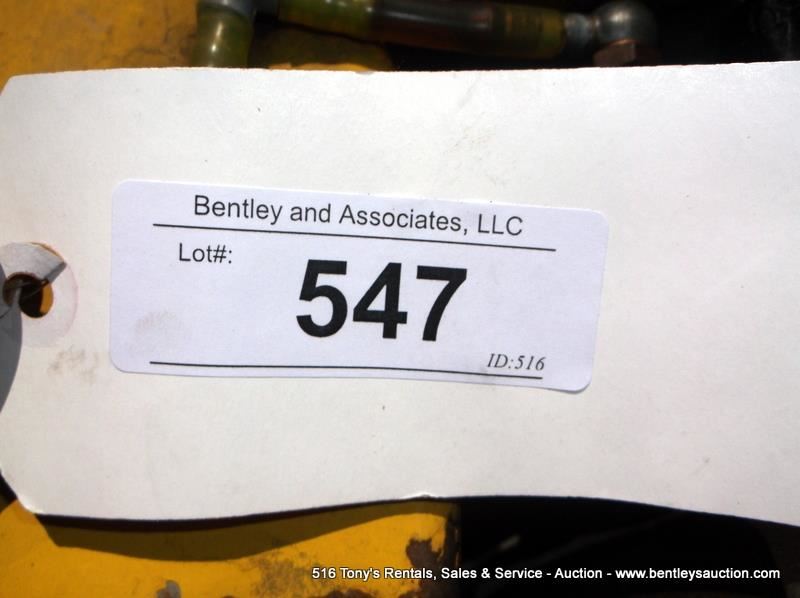 Bentley and Associates, LLC
Lot#:
547
ID:516
516 Tony's Rentals, Sales & Service - Auction - www.bentleysauction.com